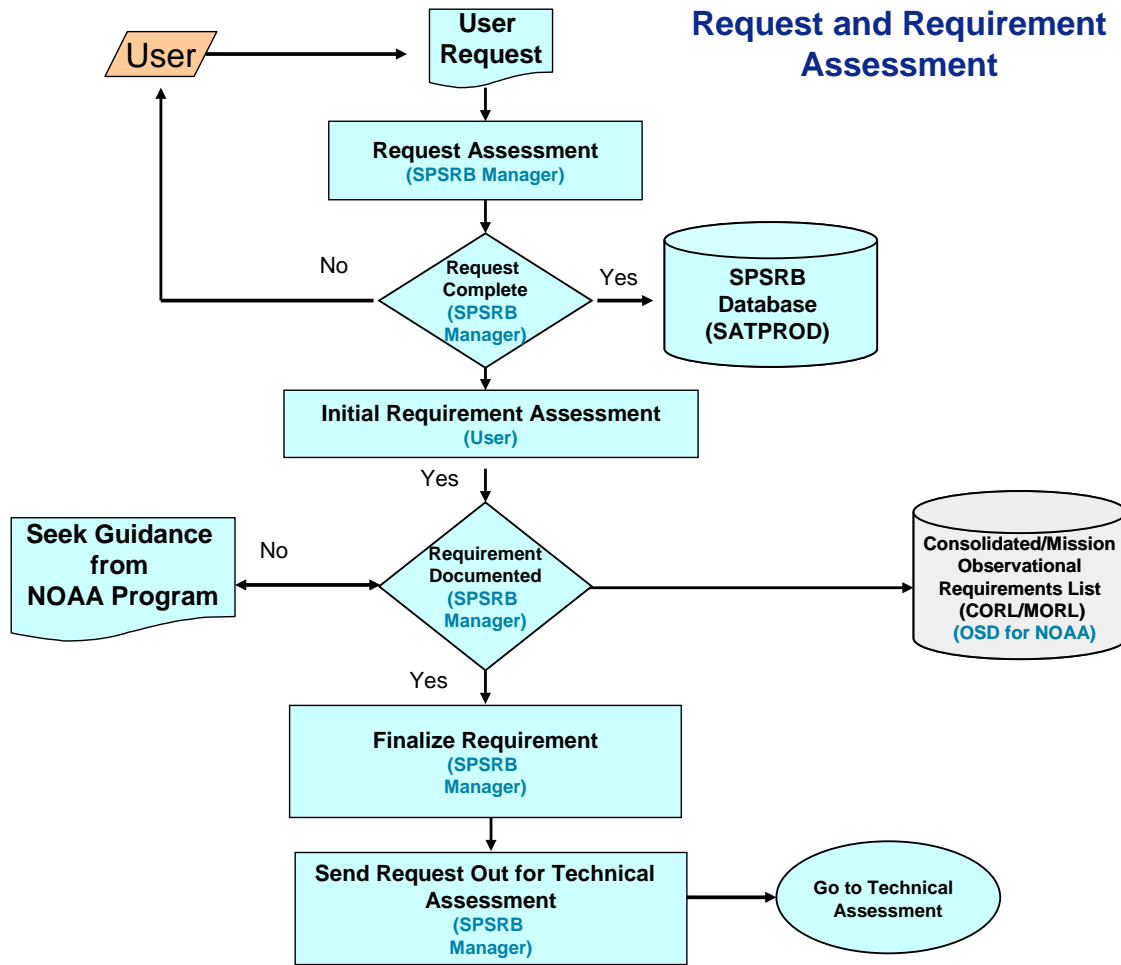 Request and Requirement
Assessment
User
User
Request
Request Assessment
(SPSRB Manager)
No
Request
Complete
(SPSRB
Manager)
Yes
SPSRB
Database
(SATPROD)
Initial Requirement Assessment
(User)
Yes
Seek Guidance
from
NOAA Program
No
Requirement
Documented
(SPSRB
Manager)
Consolidated/Mission
Observational
Requirements List
(CORL/MORL)
(OSD for NOAA)
Yes
Finalize Requirement
(SPSRB
Manager)
Send Request Out for Technical
Assessment
(SPSRB
Manager)
Go to Technical
Assessment